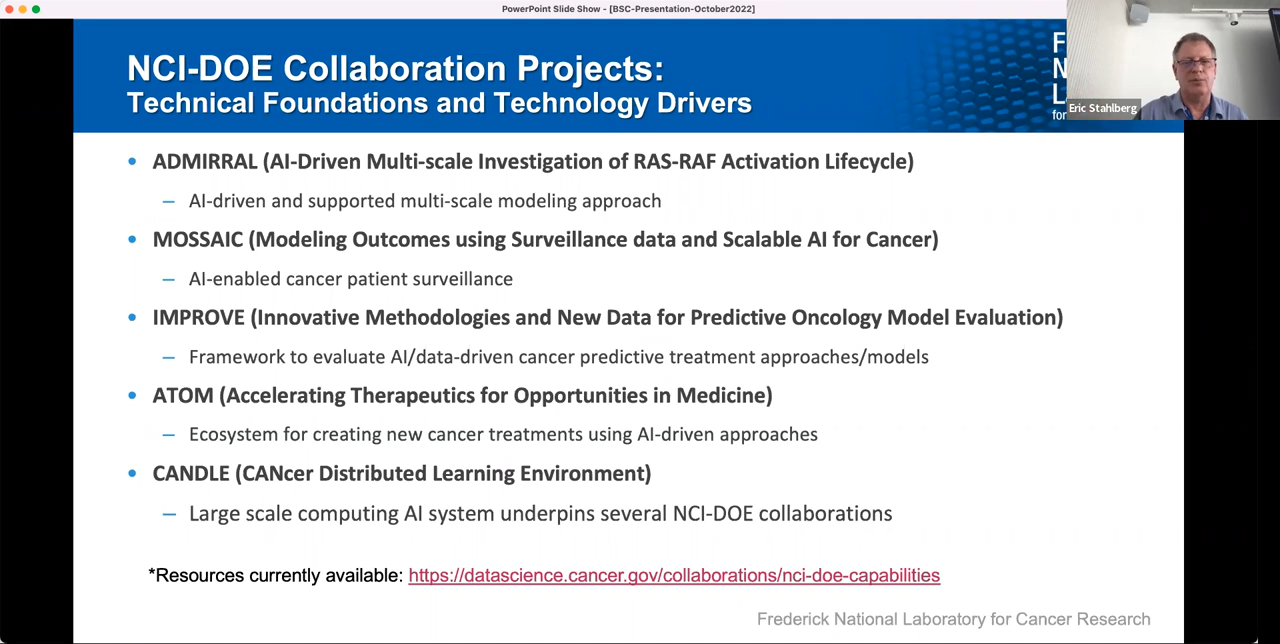 PowerPoint Slide Show - [BSC-Presentation-October2022]
NCI-DOE Collaboration Projects:
Technical Foundations and Technology Drivers
F
N
L
for
Eric Stahlberg
• ADMIRRAL (AI-Driven Multi-scale Investigation of RAS-RAF Activation Lifecycle)
– AI-driven and supported multi-scale modeling approach
• MOSSAIC (Modeling Outcomes using Surveillance data and Scalable AI for Cancer)
– AI-enabled cancer patient surveillance
• IMPROVE (Innovative Methodologies and New Data for Predictive Oncology Model Evaluation)
– Framework to evaluate AI/data-driven cancer predictive treatment approaches/models
• ATOM (Accelerating Therapeutics for Opportunities in Medicine)
– Ecosystem for creating new cancer treatments using AI-driven approaches
• CANDLE (CANcer Distributed Learning Environment)
– Large scale computing AI system underpins several NCI-DOE collaborations
*Resources currently available: https://datascience.cancer.gov/collaborations/nci-doe-capabilities
Frederick National Laboratory for Cancer Research